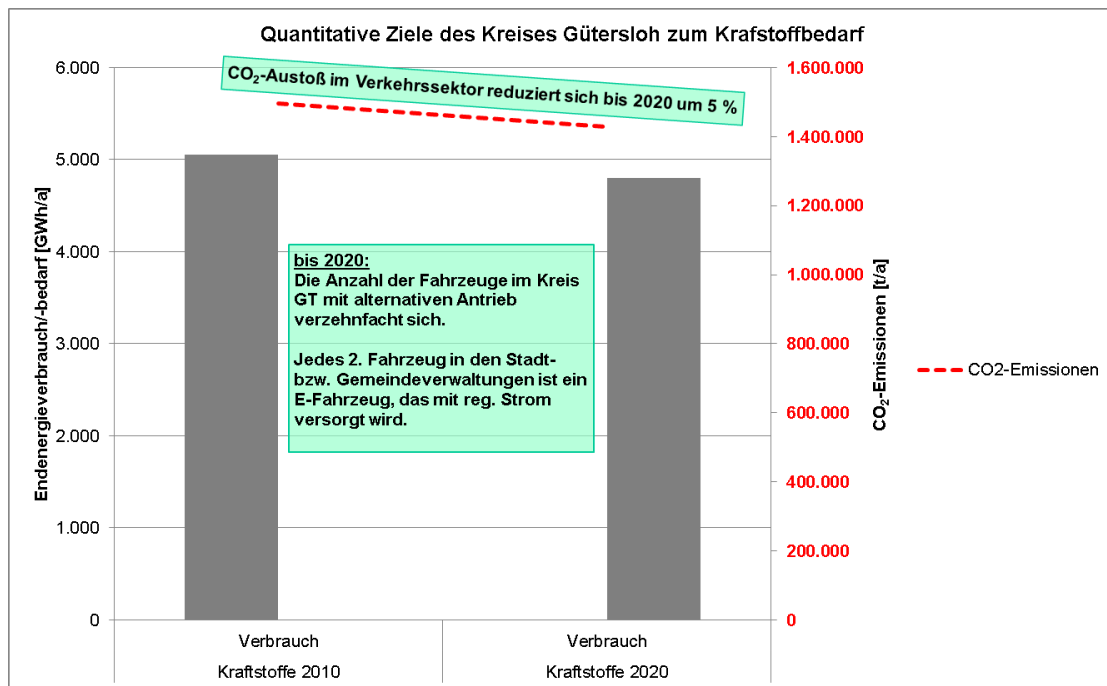 Quantitative Ziele des Kreises Gütersloh zum Krafstoffbedarf
CO₂-Austoß im Verkehrssektor reduziert sich bis 2020 um 5 %
Endenergieverbrauch/-bedarf [GWh/a]
6.000
5.000
4.000
3.000
2.000
1.000
0
bis 2020:
Die Anzahl der Fahrzeuge im Kreis
GT mit alternativen Antrieb
verzehnfacht sich.
Jedes 2. Fahrzeug in den Stadt-
bzw. Gemeindeverwaltungen ist ein
E-Fahrzeug, das mit reg. Strom
versorgt wird.
1.600.000
1.400.000
1.200.000
1.000.000
800.000
600.000
400.000
200.000
0
CO₂-Emissionen [t/a]
CO2-Emissionen
Verbrauch
Verbrauch
Kraftstoffe 2010
Kraftstoffe 2020